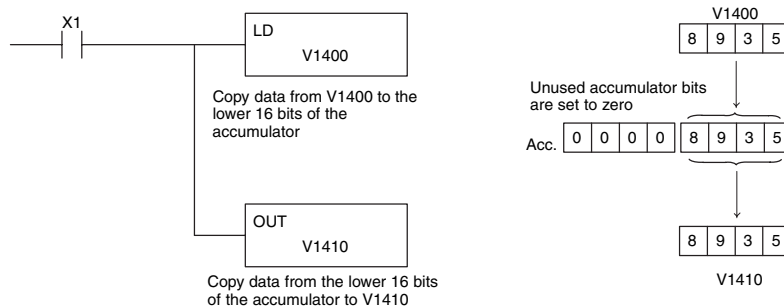 X1
LD
V1400
Copy data from V1400 to the
lower 16 bits of the
accumulator
OUT
V1410
Copy data from the lower 16 bits
of the accumulator to V1410
V1400
8 9 3 5
Unused accumulator bits
are set to zero
Acc. 0 0 0 0 8 9 3 5
8 9 3 5
V1410